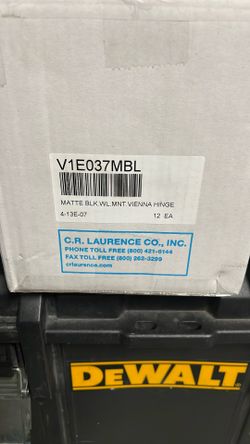 V1E037MBL
MATTE BLK.WL.MNT.VIENNA HINGE
4-13E-07 12 EA
C.R. LAURENCE CO., INC.
PHONE TOLL FREE (800) 421-6144
FAX TOLL FREE (800) 262-3299
crlaurence.com
DEWALT